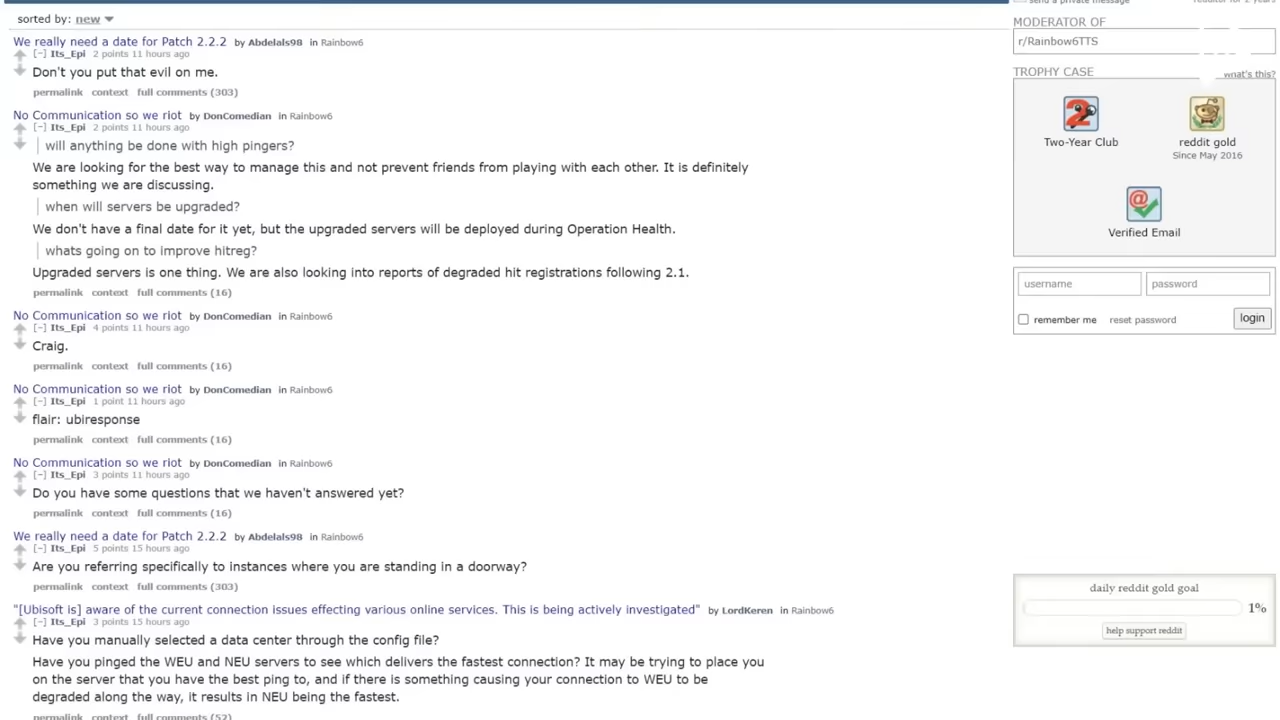 send a private message
redditor for 2 years
sorted by: new
MODERATOR OF
r/Rainbow6TTS
TROPHY CASE
what's this?
Two-Year Club
reddit gold
Since May 2016
Verified Email
username
password
remember me
reset password
login
daily reddit gold goal
1%
help support reddit
We really need a date for Patch 2.2.2 by Abdelals98 in Rainbow6
[–] Its_Epi 2 points 11 hours ago
Don't you put that evil on me.
permalink context full comments (303)
No Communication so we riot by DonComedian in Rainbow6
[–] Its_Epi 2 points 11 hours ago
will anything be done with high pingers?
We are looking for the best way to manage this and not prevent friends from playing with each other. It is definitely
something we are discussing.
when will servers be upgraded?
We don't have a final date for it yet, but the upgraded servers will be deployed during Operation Health.
whats going on to improve hitreg?
Upgraded servers is one thing. We are also looking into reports of degraded hit registrations following 2.1.
permalink context full comments (16)
No Communication so we riot by DonComedian in Rainbow6
[–] Its_Epi 4 points 11 hours ago
Craig.
permalink context full comments (16)
No Communication so we riot by DonComedian in Rainbow6
[–] Its_Epi 1 point 11 hours ago
flair: ubiresponse
permalink context full comments (16)
No Communication so we riot by DonComedian in Rainbow6
[–] Its_Epi 3 points 11 hours ago
Do you have some questions that we haven't answered yet?
permalink context full comments (16)
We really need a date for Patch 2.2.2 by Abdelals98 in Rainbow6
[–] Its_Epi 5 points 15 hours ago
Are you referring specifically to instances where you are standing in a doorway?
permalink context full comments (303)
"[Ubisoft is] aware of the current connection issues effecting various online services. This is being actively investigated" by LordKeren in Rainbow6
[–] Its_Epi 3 points 15 hours ago
Have you manually selected a data center through the config file?
Have you pinged the WEU and NEU servers to see which delivers the fastest connection? It may be trying to place you
on the server that you have the best ping to, and if there is something causing your connection to WEU to be
degraded along the way, it results in NEU being the fastest.
permalink context full comments (52)